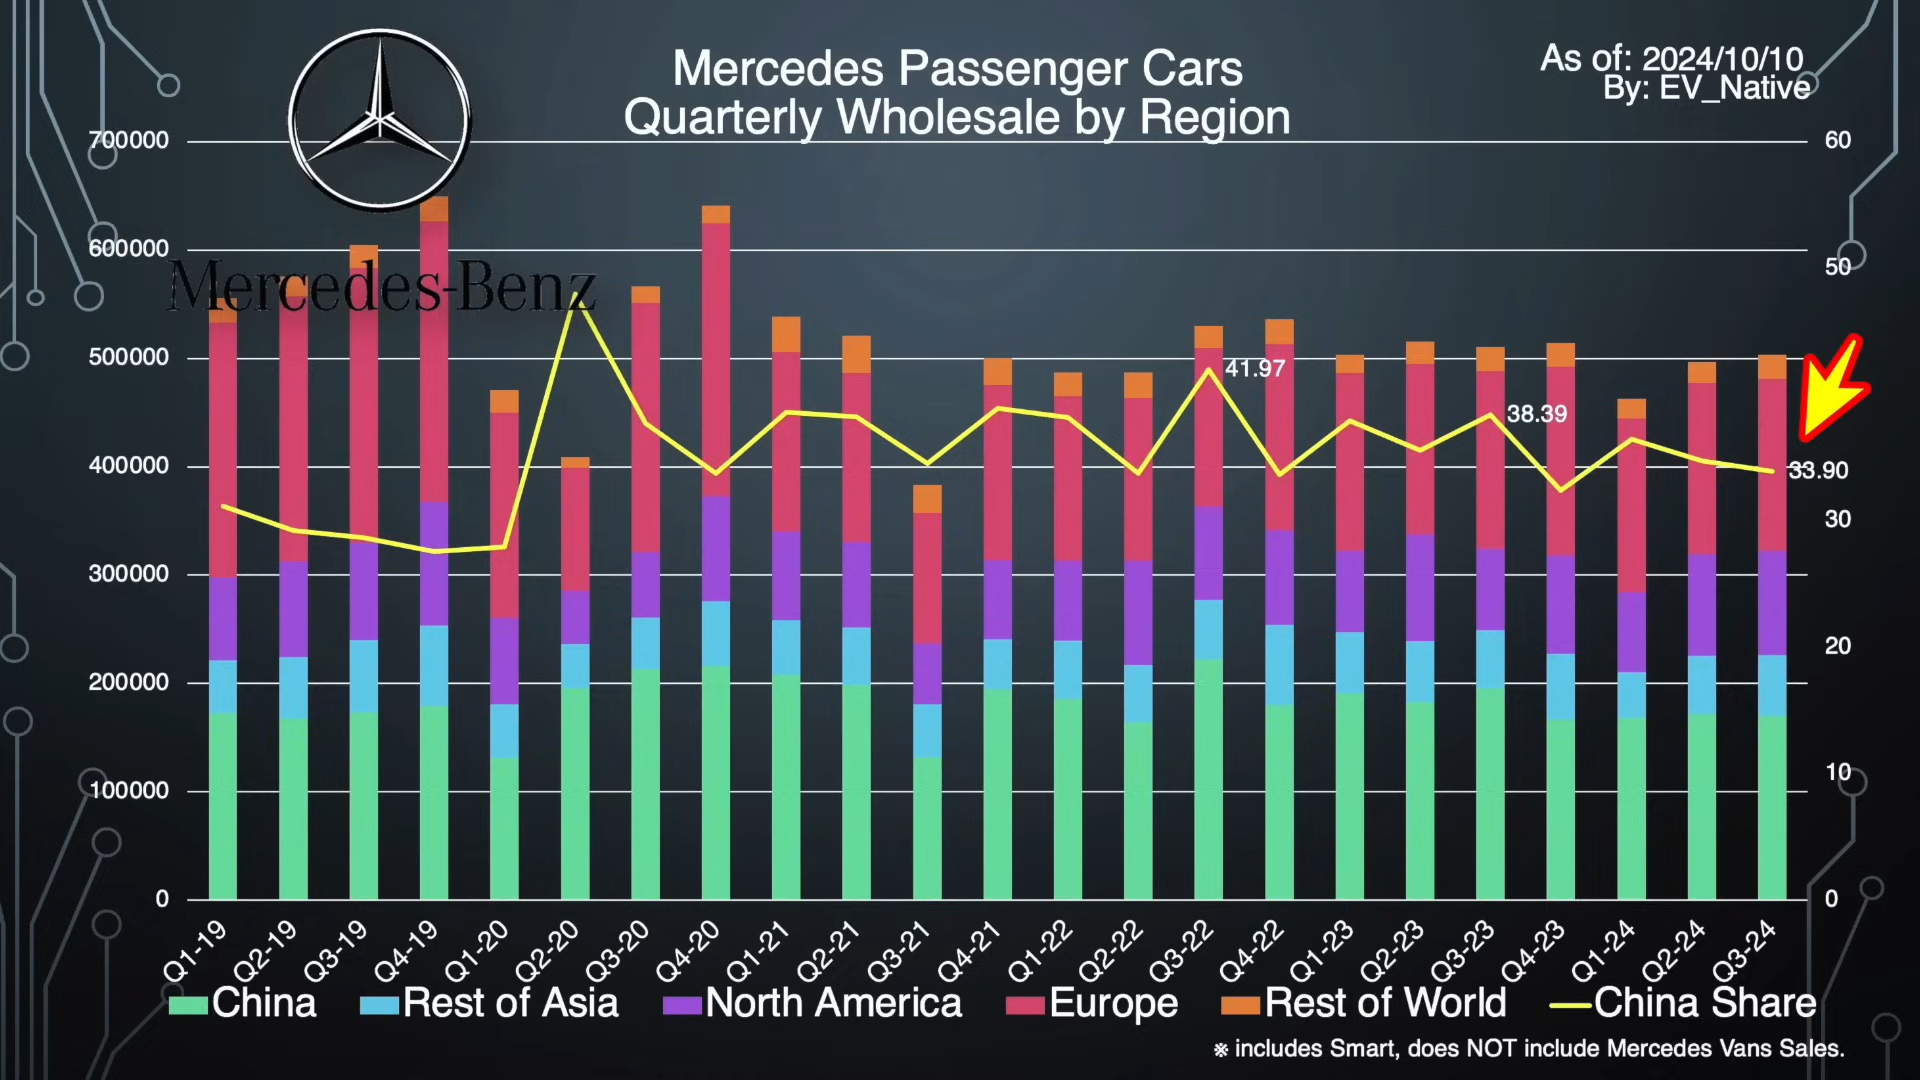 Mercedes Passenger Cars
Quarterly Wholesale by Region
As of: 2024/10/10
By: EV_Native
Mercedes-Benz
700000
600000
500000
400000
300000
200000
100000
0
60
50
30
20
10
0
41.97
38.39
33.90
Q1-19
Q2-19
Q3-19
Q4-19
Q1-20
Q2-20
Q3-20
Q4-20
Q1-21
Q2-21
Q3-21
Q4-21
Q1-22
Q2-22
Q3-22
Q4-22
Q1-23
Q2-23
Q3-23
Q4-23
Q1-24
Q2-24
Q3-24
China Rest of Asia North America Europe Rest of World China Share
※ includes Smart, does NOT include Mercedes Vans Sales.